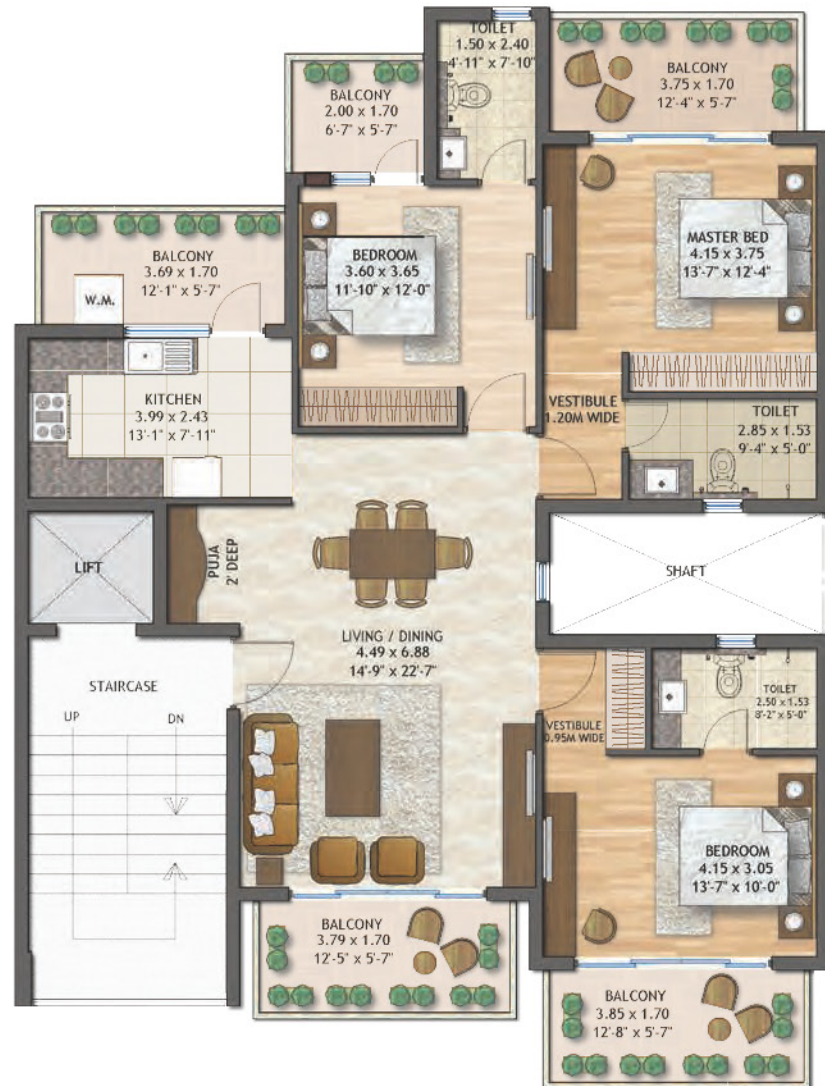 TOILET
1.50 x 2.40
4'-11" x 7'-10"
BALCONY
3.75 x 1.70
12'-4" x 5'-7"
BALCONY
2.00 x 1.70
6'-7" x 5'-7"
BALCONY
3.69 x 1.70
12'-1" x 5'-7"
W.M.
BEDROOM
3.60 x 3.65
11'-10" x 12'-0"
MASTER BED
4.15 x 3.75
13'-7" x 12'-4"
KITCHEN
3.99 x 2.43
13'-1" x 7'-11"
VESTIBULE
1.20M WIDE
TOILET
2.85 x 1.53
9'-4" x 5'-0"
LIFT
PUJA
2' DEEP
SHAFT
LIVING / DINING
4.49 x 6.88
14'-9" x 22'-7"
STAIRCASE
UP
DN
VESTIBULE
0.95M WIDE
TOILET
2.50 x 1.53
8'-2" x 5'-0"
BEDROOM
4.15 x 3.05
13'-7" x 10'-0"
BALCONY
3.79 x 1.70
12'-5" x 5'-7"
BALCONY
3.85 x 1.70
12'-8" x 5'-7"